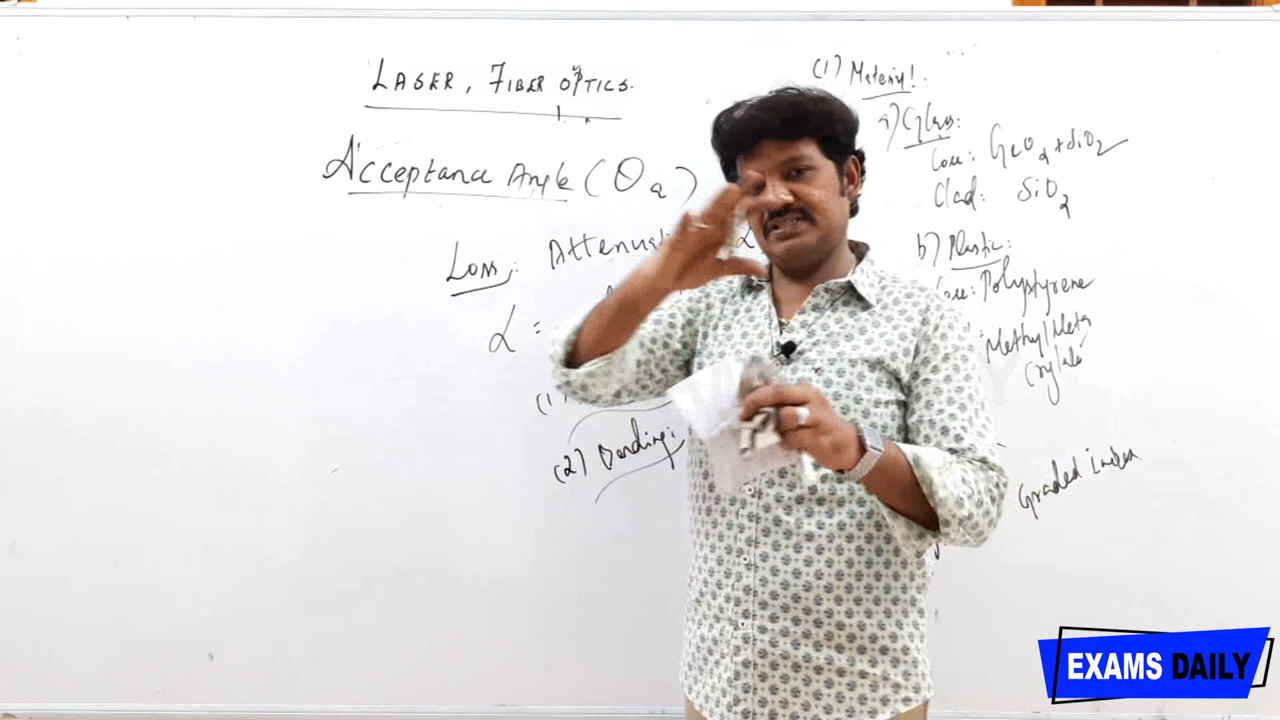 LASER, FIBER OPTICS.
Acceptance Angle (θa)
Loss:
α =
(2) Bending:
(1) Material:
a) Glass:
Core: GeO2 + SiO2
Clad: SiO2
b) Plastic:
Core: Polystyrene
Methyl Meta
Crylate
Graded index
EXAMS DAILY